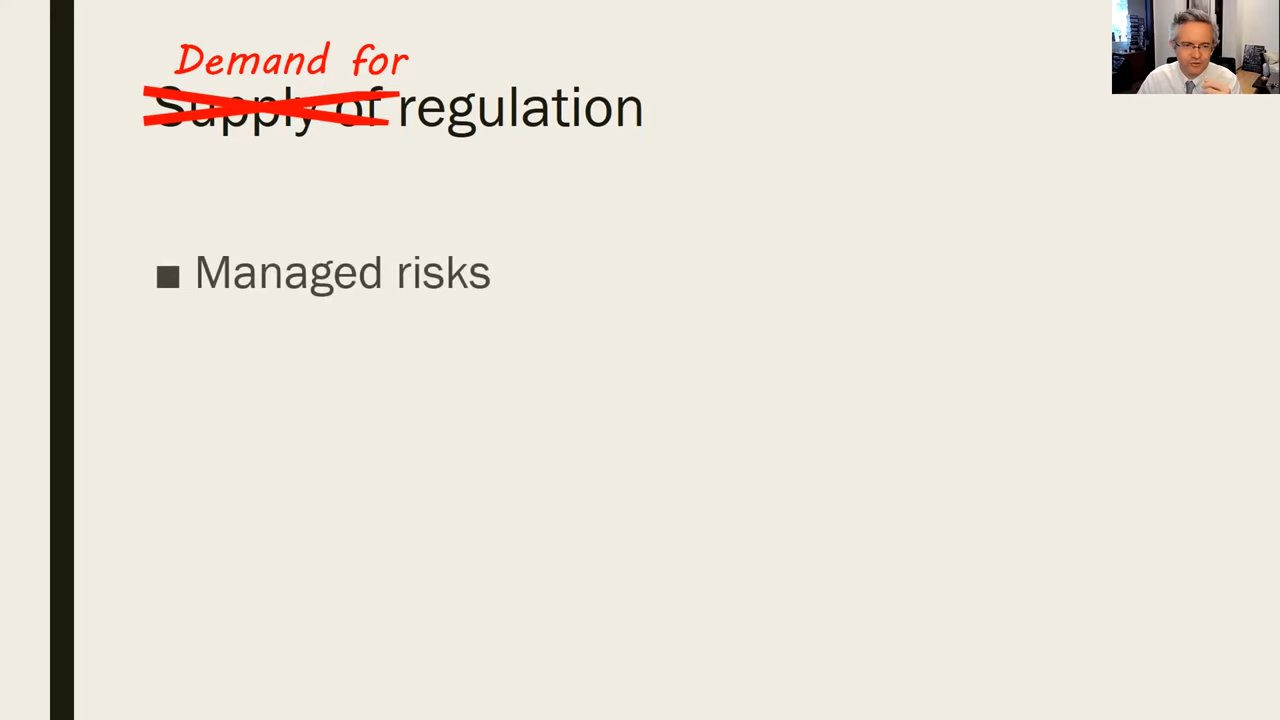 Demand for
Supply of regulation
■ Managed risks